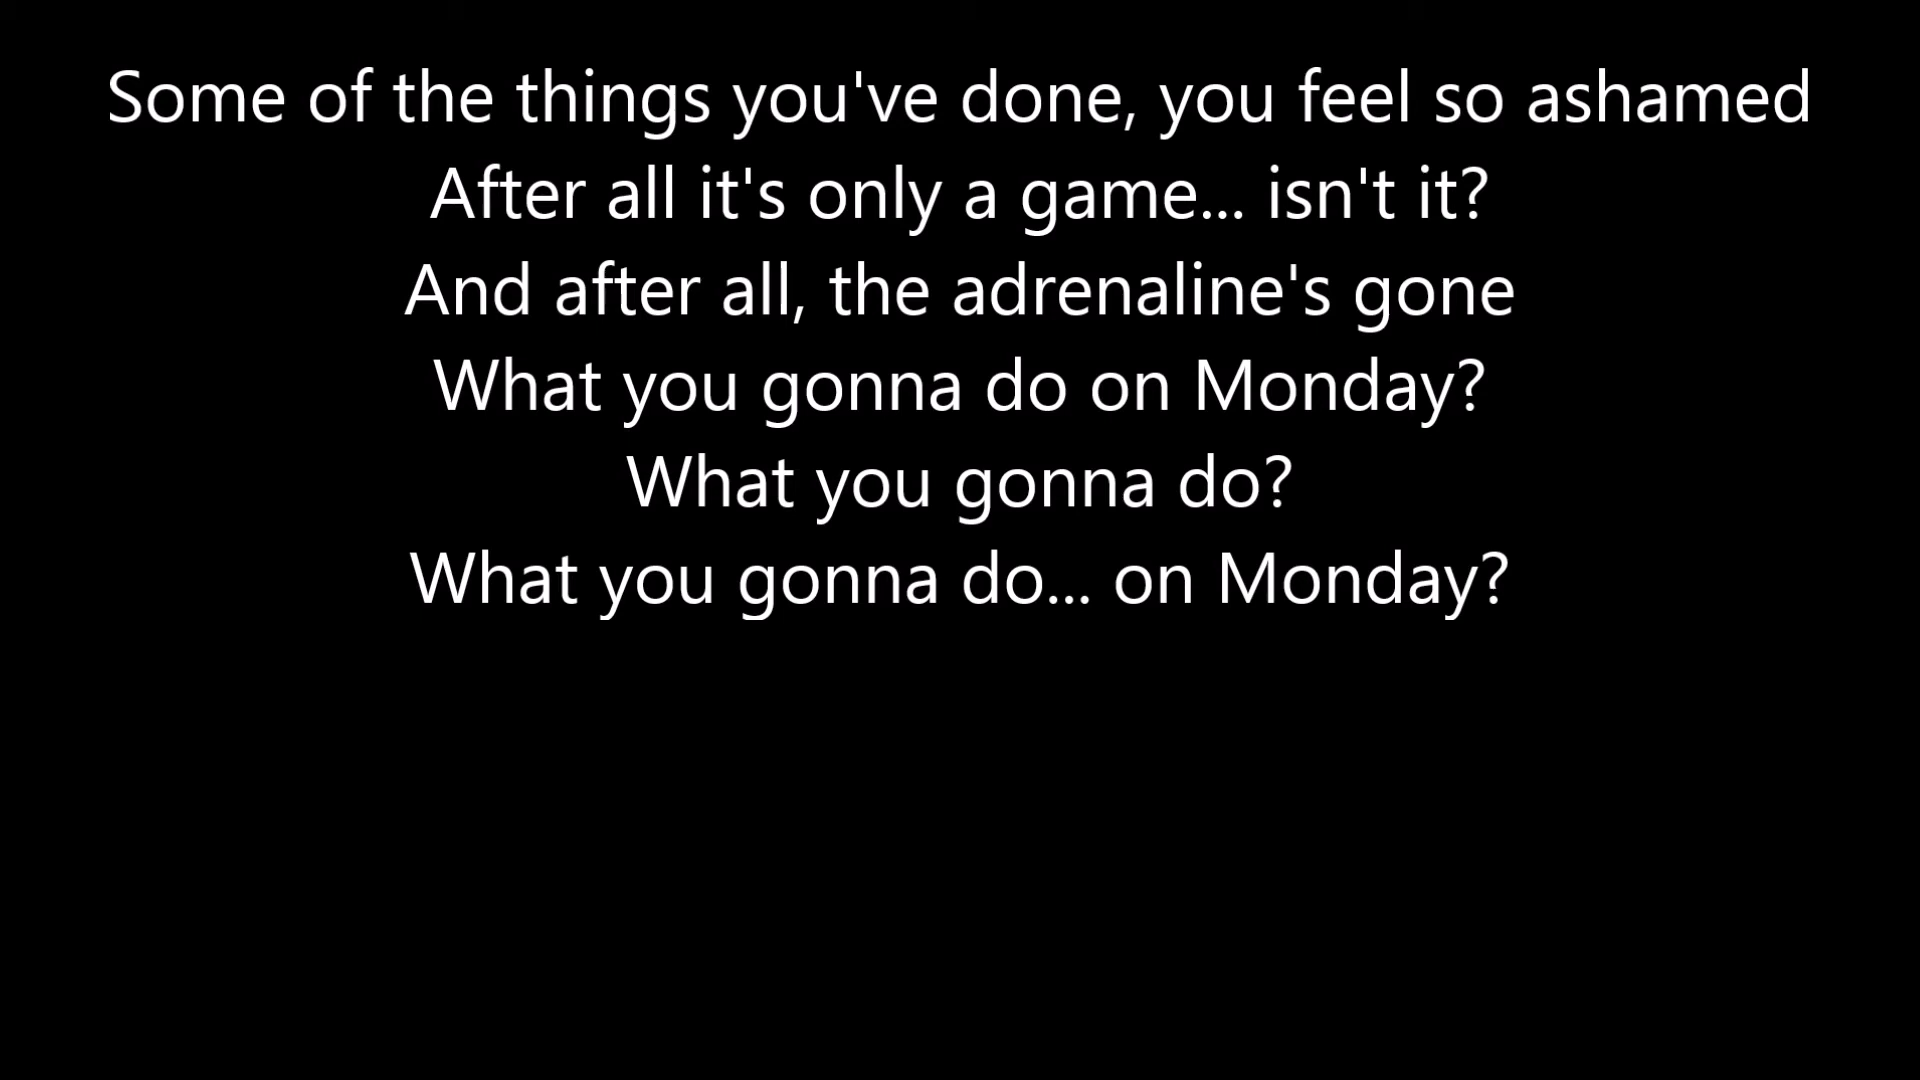 Some of the things you've done, you feel so ashamed
After all it's only a game... isn't it?
And after all, the adrenaline's gone
What you gonna do on Monday?
What you gonna do?
What you gonna do... on Monday?